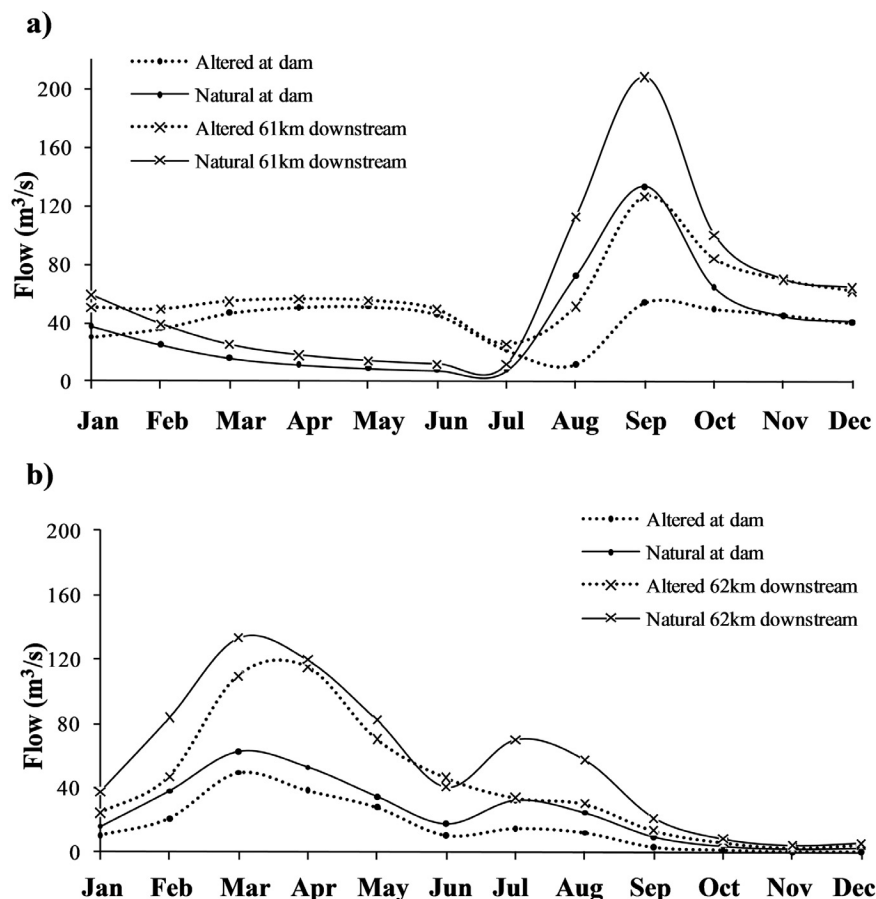 a)
Altered at dam
Natural at dam
Altered 61km downstream
Natural 61km downstream
Flow (m³/s)
200
160
120
80
40
0
Jan Feb Mar Apr May Jun Jul Aug Sep Oct Nov Dec
b)
Altered at dam
Natural at dam
Altered 62km downstream
Natural 62km downstream
Flow (m³/s)
200
160
120
80
40
0
Jan Feb Mar Apr May Jun Jul Aug Sep Oct Nov Dec